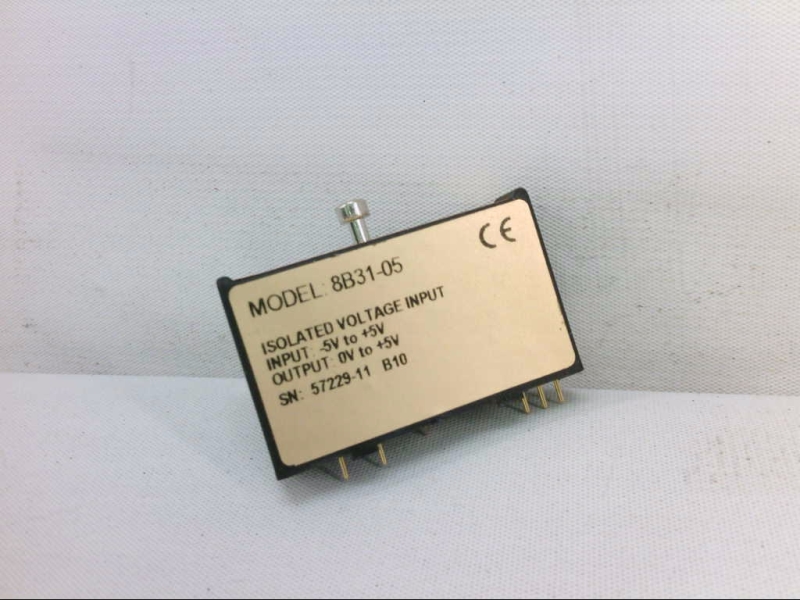 CE
MODEL: 8B31-05
ISOLATED VOLTAGE INPUT
INPUT: -5V to +5V
OUTPUT: 0V to +5V
SN: 57229-11 B10